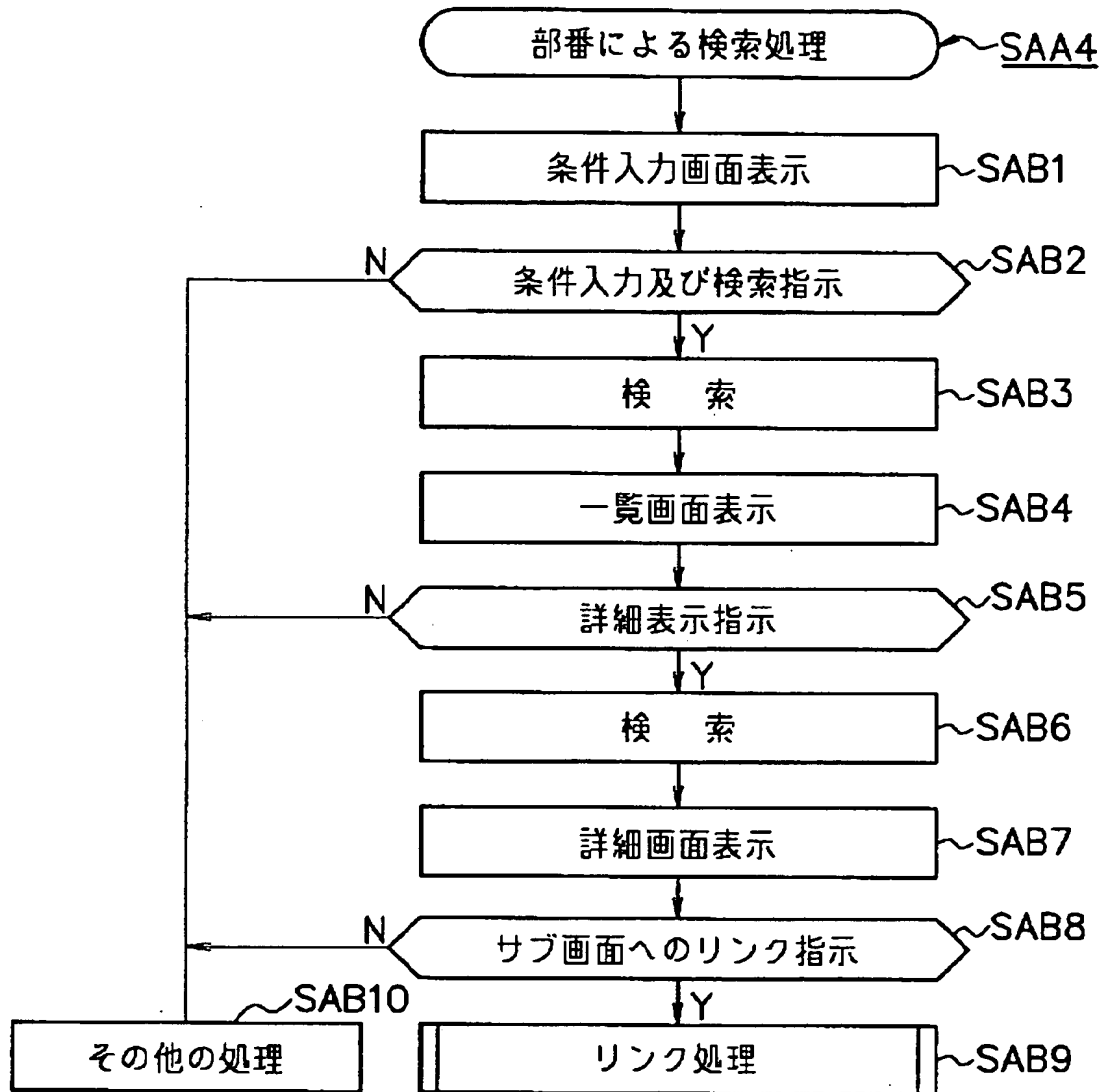 部番による検索処理 SAA4
条件入力画面表示 SAB1
N 条件入力及び検索指示 SAB2
Y
検 索 SAB3
一覧画面表示 SAB4
N 詳細表示指示 SAB5
Y
検 索 SAB6
詳細画面表示 SAB7
N サブ画面へのリンク指示 SAB8
SAB10 Y
その他の処理 リンク処理 SAB9